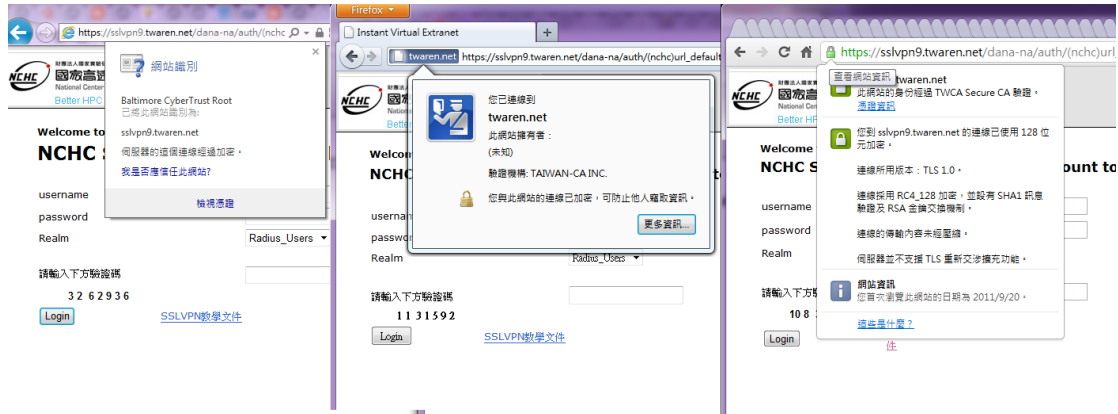 https://sslvpn9.twaren.net/dana-na/auth/(nchc
NCHC
國家高速
National Center
Better HPC
網站識別
Baltimore CyberTrust Root
已將此網站識別為:
sslvpn9.twaren.net
伺服器的這個連線經過加密。
我是否應信任此網站?
檢視憑證
Welcome to
NCHC S
username
password
Realm
Radius_Users
請輸入下方驗證碼
3 2 6 2 9 3 6
Login
SSLVPN教學文件
Firefox
Instant Virtual Extranet
twaren.net https://sslvpn9.twaren.net/dana-na/auth/(nchc)url_default
NCHC
Better
您已連線到
twaren.net
此網站擁有者：
(未知)
驗證機構: TAIWAN-CA INC.
您與此網站的連線已加密，可防止他人竊取資訊。
更多資訊...
Welcom
NCHC
username
password
Realm
Radius_Users
請輸入下方驗證碼
1 1 3 1 5 9 2
Login
SSLVPN教學文件
https://sslvpn9.twaren.net/dana-na/auth/(nchc)url_
查看網站資訊
twaren.net
此網站的身份經過 TWCA Secure CA 驗證。
憑證資訊
您到 sslvpn9.twaren.net 的連線已使用 128 位
元加密。
連線所用版本：TLS 1.0。
連線採用 RC4_128 加密，並設有 SHA1 訊息
驗證及 RSA 金鑰交換機制。
連線的傳輸內容未經壓縮。
伺服器並不支援 TLS 重新交涉擴充功能。
網站資訊
您首次瀏覽此網站的日期為 2011/9/20。
這些是什麼？
NCHC
國家
National Cen
Better HP
Welcome
NCHC S
ount to
username
password
Realm
請輸入下方
10 8
Login
件